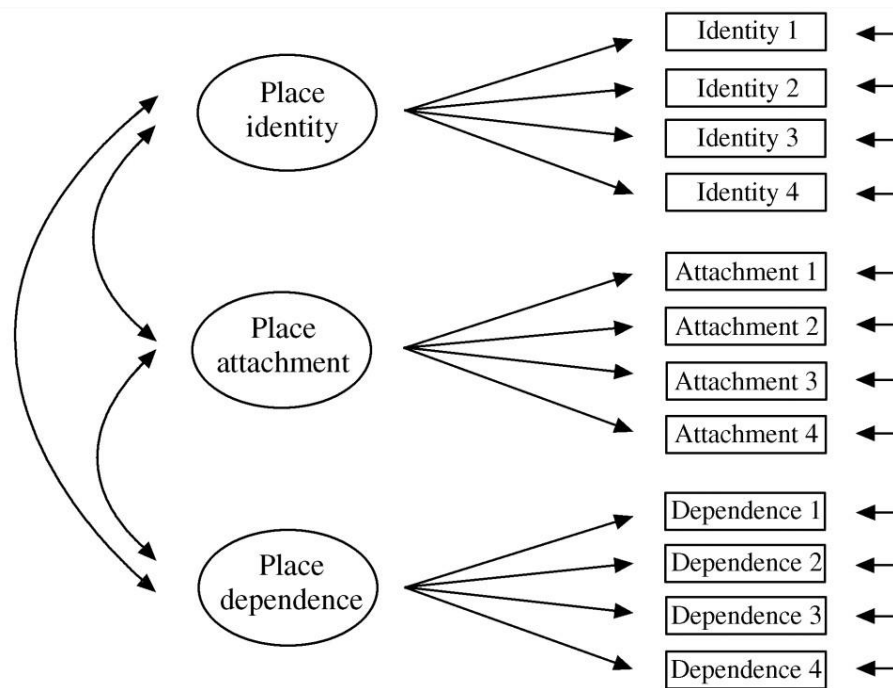 Place
identity
Identity 1
Identity 2
Identity 3
Identity 4
Place
attachment
Attachment 1
Attachment 2
Attachment 3
Attachment 4
Place
dependence
Dependence 1
Dependence 2
Dependence 3
Dependence 4